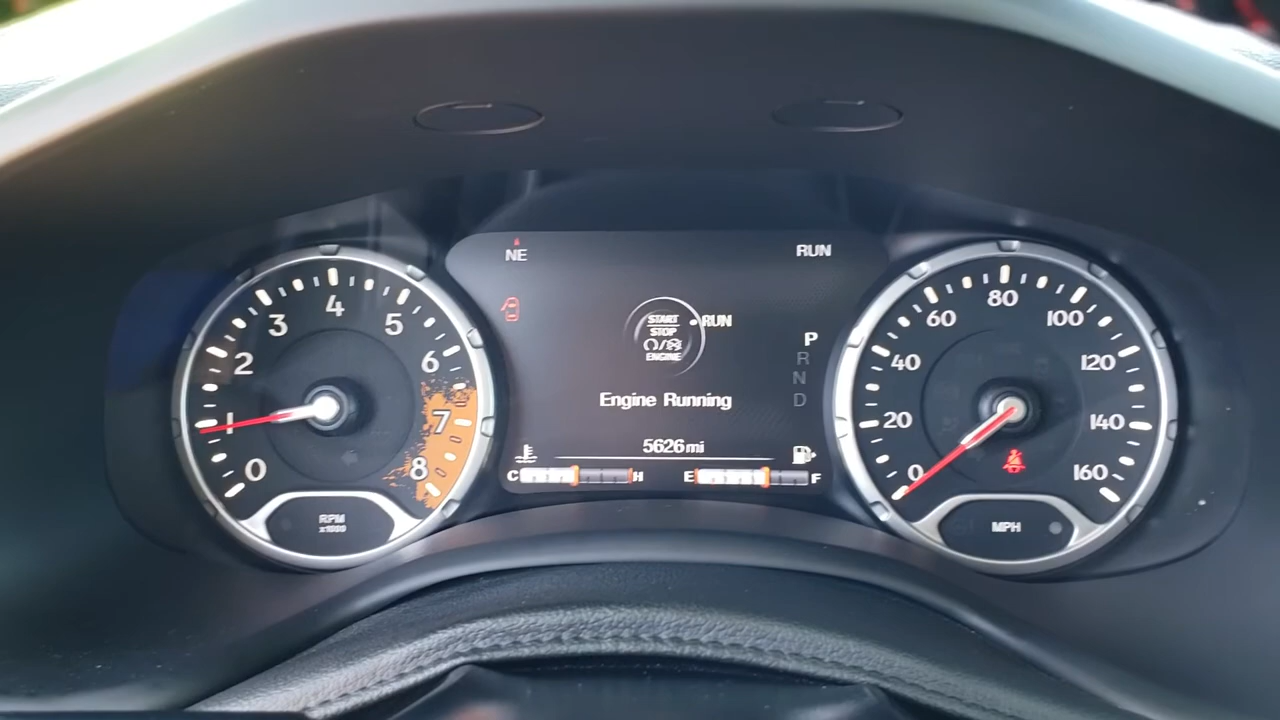 0
1
2
3
4
5
6
7
8
RPM
x1000
NE
RUN
START
STOP
ENGINE
RUN
Engine Running
P
R
N
D
5626 mi
C
H
E
F
0
20
40
60
80
100
120
140
160
MPH